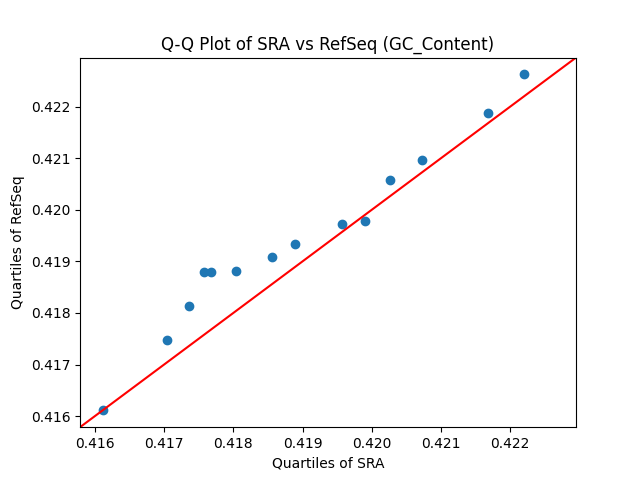 Q-Q Plot of SRA vs RefSeq (GC_Content)
Quartiles of RefSeq
0.422
0.421
0.420
0.419
0.418
0.417
0.416
0.416 0.417 0.418 0.419 0.420 0.421 0.422
Quartiles of SRA